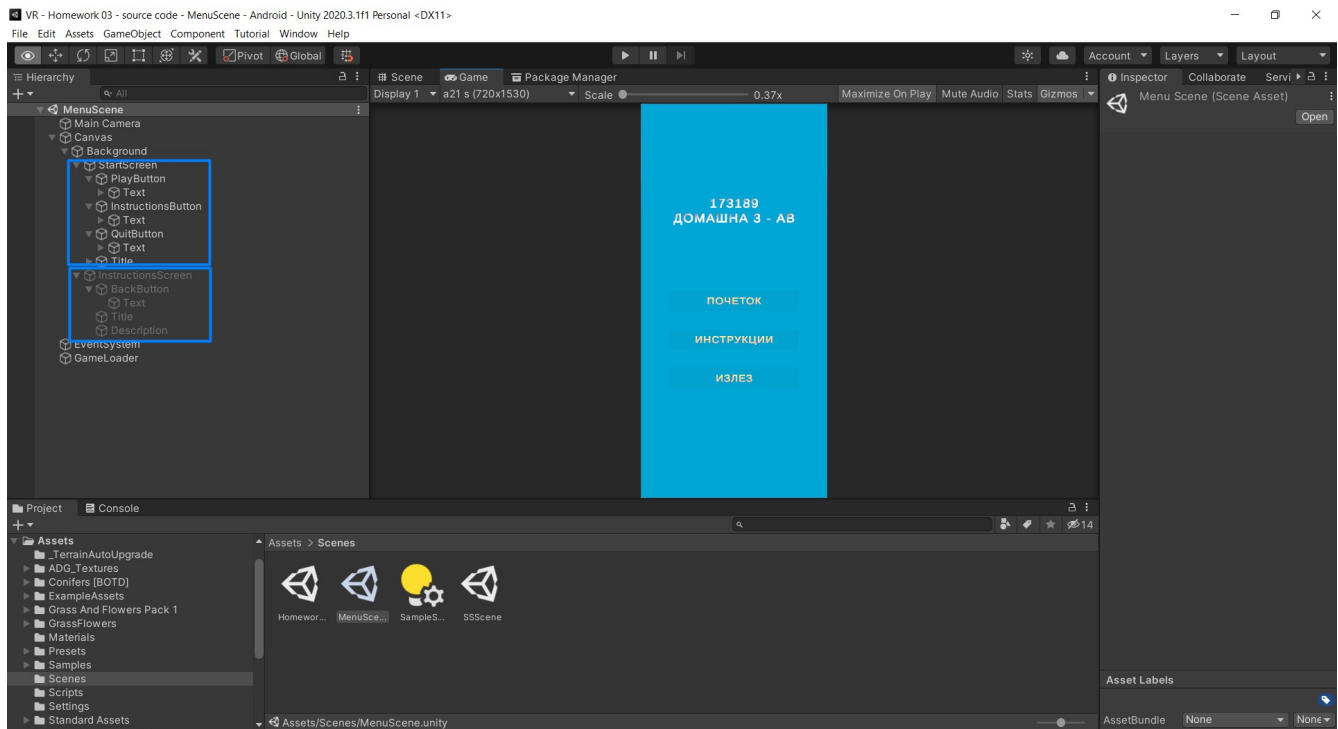 VR - Homework 03 - source code - MenuScene - Android - Unity 2020.3.1f1 Personal <DX11>
File Edit Assets GameObject Component Tutorial Window Help
Pivot Global Account Layers Layout
Hierarchy
All
MenuScene
Main Camera
Canvas
Background
StartScreen
PlayButton
Text
InstructionsButton
Text
QuitButton
Text
Title
InstructionsScreen
BackButton
Text
Title
Description
EventSystem
GameLoader
Scene Game Package Manager
Display 1 a21 s (720x1530) Scale 0.37x Maximize On Play Mute Audio Stats Gizmos
173189
ДОМАШНА 3 - АВ
ПОЧЕТОК
ИНСТРУКЦИИ
ИЗЛЕЗ
Inspector Collaborate Servi
Menu Scene (Scene Asset)
Open
Project Console
14
Assets
_TerrainAutoUpgrade
ADG_Textures
Conifers [BOTD]
ExampleAssets
Grass And Flowers Pack 1
GrassFlowers
Materials
Presets
Samples
Scenes
Scripts
Settings
Standard Assets
Assets > Scenes
Homewor... MenuSce... SampleS... SSScene
Assets/Scenes/MenuScene.unity
Asset Labels
AssetBundle None None